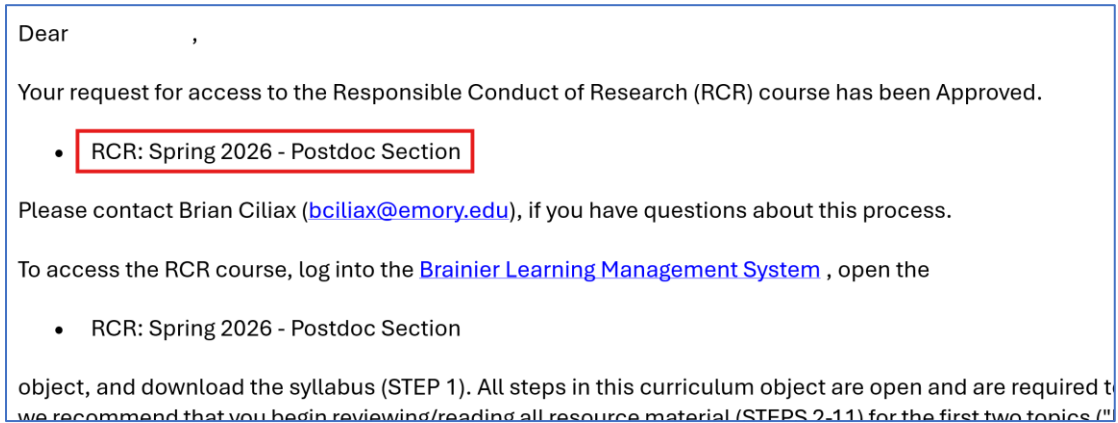 Dear ,
Your request for access to the Responsible Conduct of Research (RCR) course has been Approved.
• RCR: Spring 2026 - Postdoc Section
Please contact Brian Ciliax (bciliax@emory.edu), if you have questions about this process.
To access the RCR course, log into the Brainier Learning Management System , open the
• RCR: Spring 2026 - Postdoc Section
object, and download the syllabus (STEP 1). All steps in this curriculum object are open and are required
we recommend that you begin reviewing/reading all resource material (STEPS 2-11) for the first two topics ("